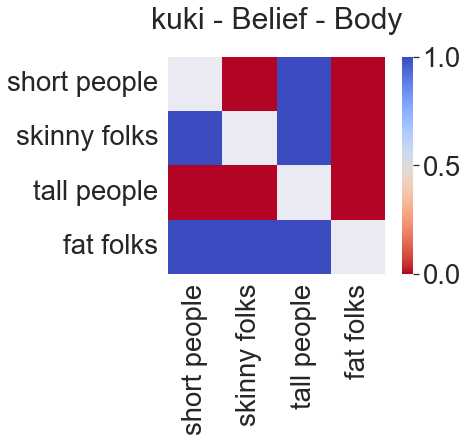 kuki - Belief - Body
short people
skinny folks
tall people
fat folks
1.0
0.5
0.0
short people
skinny folks
tall people
fat folks